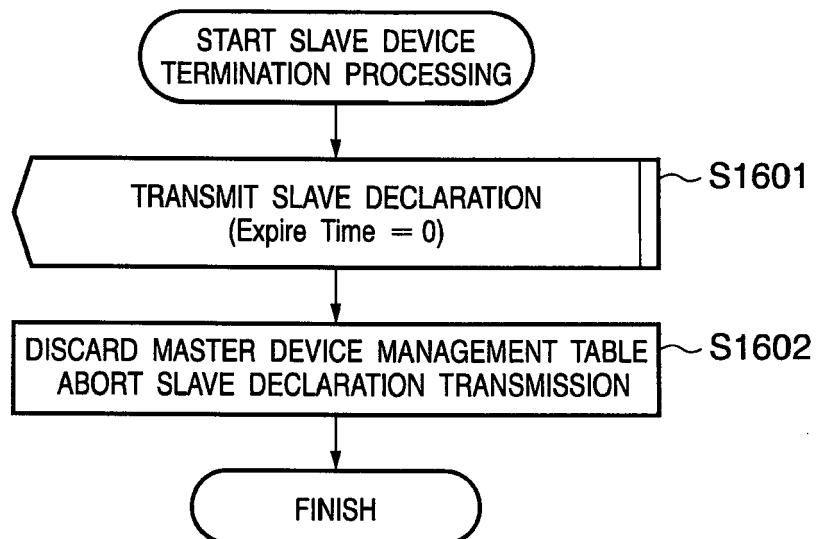 START SLAVE DEVICE
TERMINATION PROCESSING
TRANSMIT SLAVE DECLARATION
(Expire Time = 0)
S1601
DISCARD MASTER DEVICE MANAGEMENT TABLE
ABORT SLAVE DECLARATION TRANSMISSION
S1602
FINISH